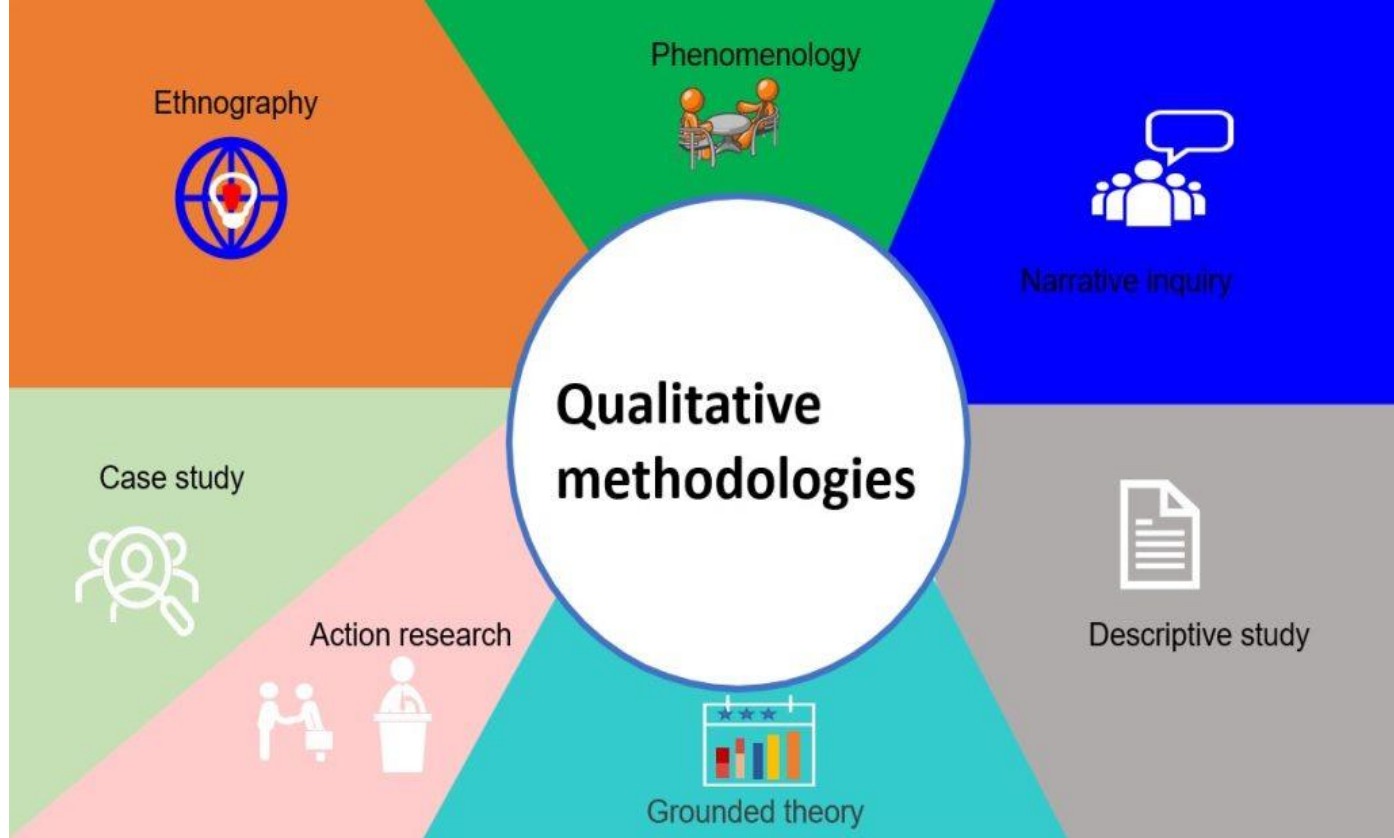 Phenomenology
Ethnography
Narrative inquiry
Qualitative
methodologies
Case study
Action research
Descriptive study
Grounded theory